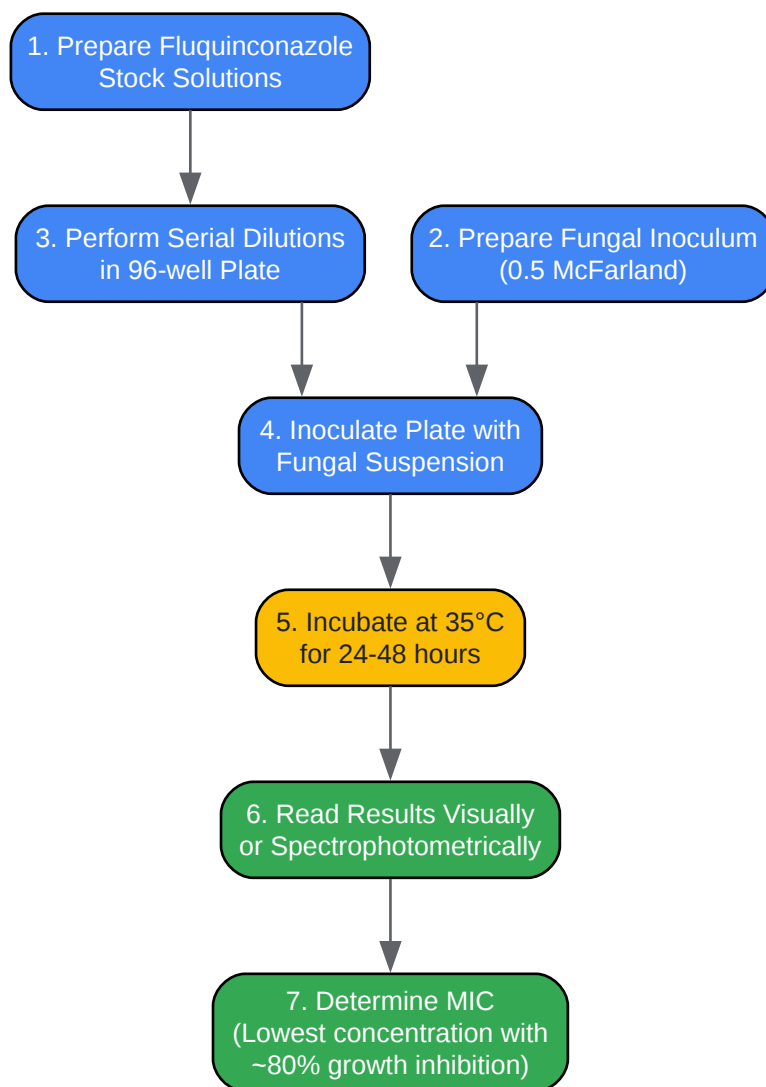 1. Prepare Fluquinconazole
Stock Solutions
3. Perform Serial Dilutions
in 96-well Plate
2. Prepare Fungal Inoculum
(0.5 McFarland)
4. Inoculate Plate with
Fungal Suspension
5. Incubate at 35°C
for 24-48 hours
6. Read Results Visually
or Spectrophotometrically
7. Determine MIC
(Lowest concentration with
~80% growth inhibition)